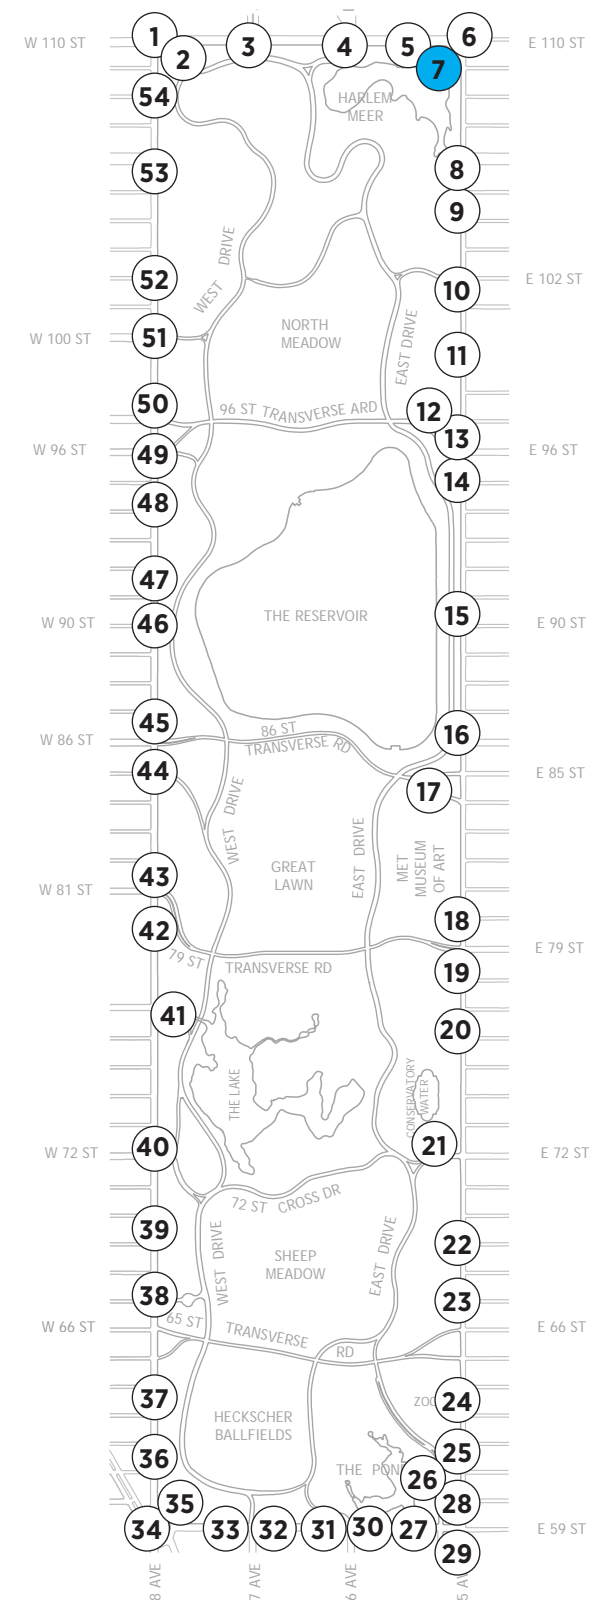 1
2
3
4
5
6
W 110 ST
E 110 ST
7
54
HARLEM
MEER
53
8
9
WEST DRIVE
52
10
E 102 ST
51
W 100 ST
NORTH
MEADOW
EAST DRIVE
11
50
96 ST TRANSVERSE ARD
12
13
49
W 96 ST
E 96 ST
14
48
47
46
W 90 ST
THE RESERVOIR
15
E 90 ST
45
W 86 ST
86 ST
TRANSVERSE RD
16
44
E 85 ST
17
WEST DRIVE
EAST DRIVE
MET
MUSEUM
OF ART
GREAT
LAWN
43
W 81 ST
42
18
79 ST
TRANSVERSE RD
E 79 ST
19
41
20
THE LAKE
CONSERVATORY
WATER
21
40
W 72 ST
E 72 ST
72 ST CROSS DR
39
WEST DRIVE
SHEEP
MEADOW
EAST DRIVE
22
38
23
65 ST
TRANSVERSE
RD
W 66 ST
E 66 ST
37
ZOO
24
HECKSCHER
BALLFIELDS
36
25
THE POND
26
35
28
34
33
32
31
30
27
E 59 ST
29
8 AVE
7 AVE
6 AVE
5 AV